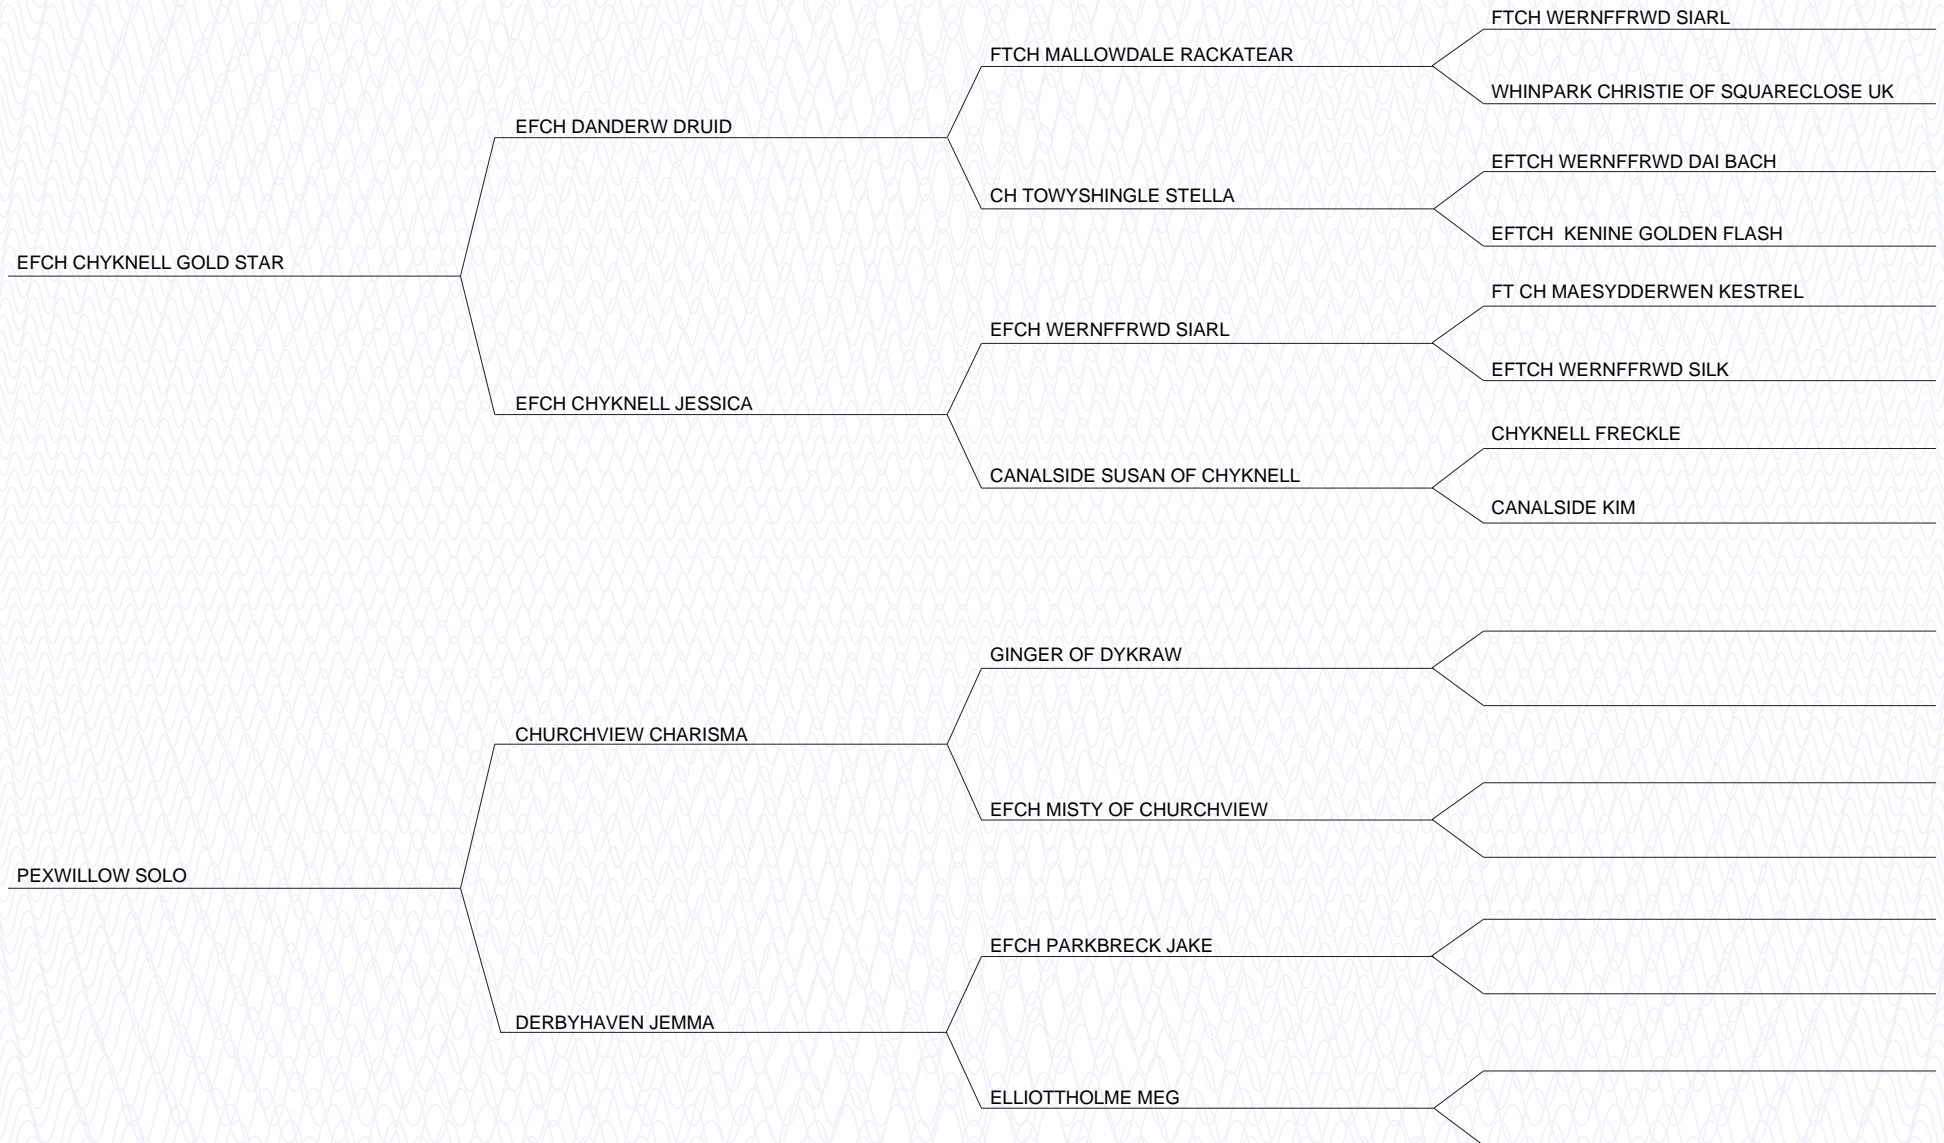 FTCH WERNFFRWD SIARL
FTCH MALLOWDALE RACKATEAR
WHINPARK CHRISTIE OF SQUARECLOSE UK
EFCH DANDERW DRUID
EFTCH WERNFFRWD DAI BACH
CH TOWYSHINGLE STELLA
EFTCH  KENINE GOLDEN FLASH
EFCH CHYKNELL GOLD STAR
FT CH MAESYDDERWEN KESTREL
EFCH WERNFFRWD SIARL
EFTCH WERNFFRWD SILK
EFCH CHYKNELL JESSICA
CHYKNELL FRECKLE
CANALSIDE SUSAN OF CHYKNELL
CANALSIDE KIM
GINGER OF DYKRAW
CHURCHVIEW CHARISMA
EFCH MISTY OF CHURCHVIEW
PEXWILLOW SOLO
EFCH PARKBRECK JAKE
DERBYHAVEN JEMMA
ELLIOTTHOLME MEG